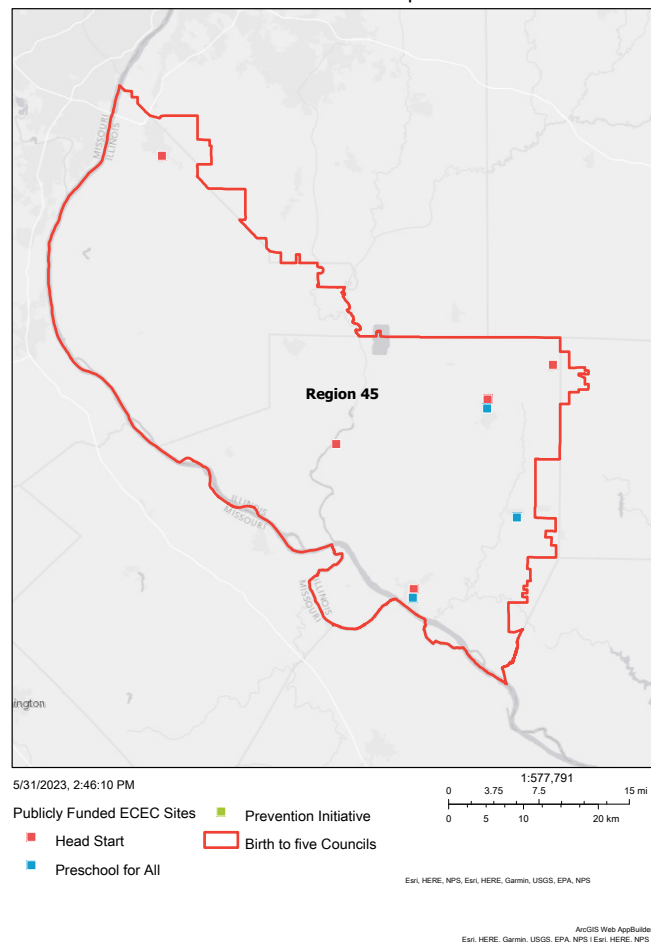 MISSOURI
ILLINOIS
Region 45
ILLINOIS
MISSOURI
ILLINOIS
MISSOURI
ington
5/31/2023, 2:46:10 PM
1:577,791
0 3.75 7.5 15 mi
0 5 10 20 km
Publicly Funded ECEC Sites
Prevention Initiative
Head Start
Birth to five Councils
Preschool for All
Esri, HERE, NPS, Esri, HERE, Garmin, USGS, EPA, NPS
ArcGIS Web AppBuilder
Esri, HERE, Garmin, USGS, EPA, NPS | Esri, HERE, NPS